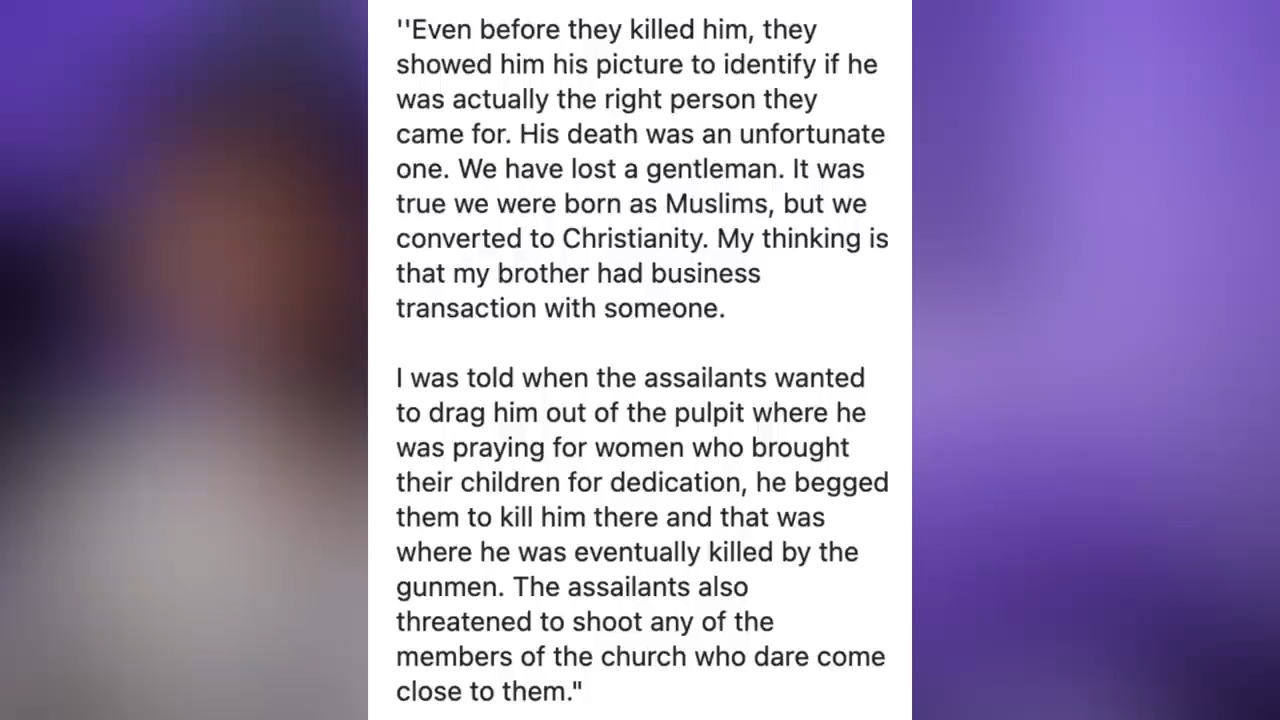 ''Even before they killed him, they
showed him his picture to identify if he
was actually the right person they
came for. His death was an unfortunate
one. We have lost a gentleman. It was
true we were born as Muslims, but we
converted to Christianity. My thinking is
that my brother had business
transaction with someone.
I was told when the assailants wanted
to drag him out of the pulpit where he
was praying for women who brought
their children for dedication, he begged
them to kill him there and that was
where he was eventually killed by the
gunmen. The assailants also
threatened to shoot any of the
members of the church who dare come
close to them."